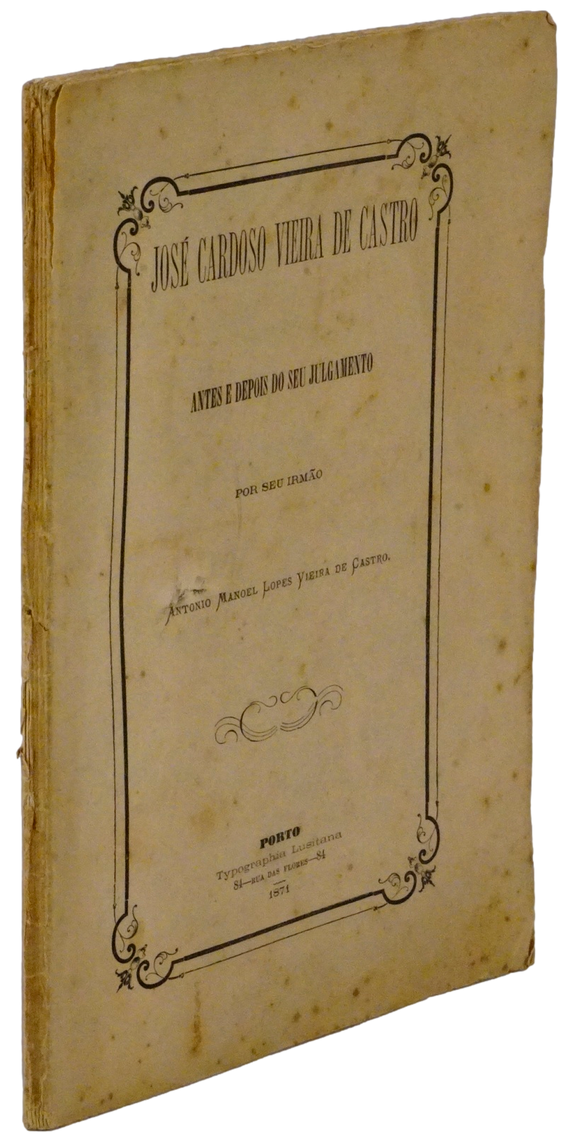 JOSÉ CARDOSO VIEIRA DE CASTRO
ANTES E DEPOIS DO SEU JULGAMENTO
POR SEU IRMÃO
ANTONIO MANOEL LOPES VIEIRA DE CASTRO.
PORTO
Typographia Lusitana
84—RUA DAS FLORES—84
1871